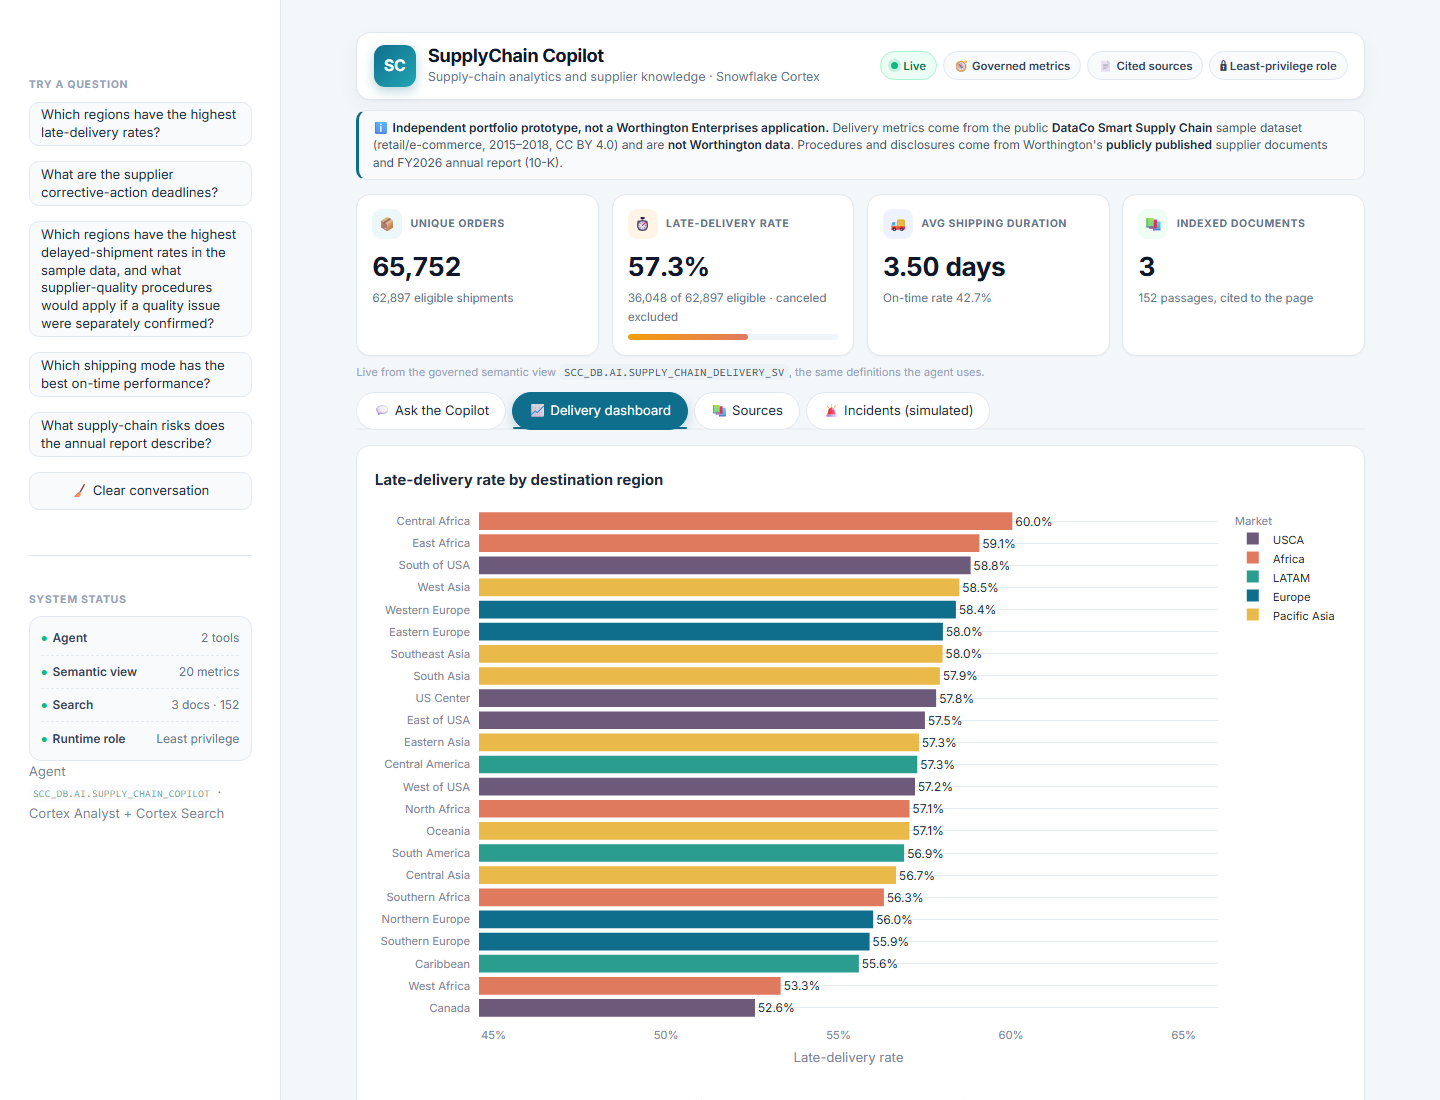 TRY A QUESTION
Which regions have the highest
late-delivery rates?
What are the supplier
corrective-action deadlines?
Which regions have the highest
delayed-shipment rates in the
sample data, and what
supplier-quality procedures
would apply if a quality issue
were separately confirmed?
Which shipping mode has the
best on-time performance?
What supply-chain risks does
the annual report describe?
Clear conversation
SYSTEM STATUS
Agent 2 tools
Semantic view 20 metrics
Search 3 docs · 152
Runtime role Least privilege
Agent
SCC_DB.AI.SUPPLY_CHAIN_COPILOT ·
Cortex Analyst + Cortex Search
SC
SupplyChain Copilot
Supply-chain analytics and supplier knowledge · Snowflake Cortex
Live
Governed metrics
Cited sources
Least-privilege role
Independent portfolio prototype, not a Worthington Enterprises application. Delivery metrics come from the public DataCo Smart Supply Chain sample dataset
(retail/e-commerce, 2015–2018, CC BY 4.0) and are not Worthington data. Procedures and disclosures come from Worthington's publicly published supplier documents
and FY2026 annual report (10-K).
UNIQUE ORDERS
65,752
62,897 eligible shipments
LATE-DELIVERY RATE
57.3%
36,048 of 62,897 eligible · canceled
excluded
AVG SHIPPING DURATION
3.50 days
On-time rate 42.7%
INDEXED DOCUMENTS
3
152 passages, cited to the page
Live from the governed semantic view SCC_DB.AI.SUPPLY_CHAIN_DELIVERY_SV , the same definitions the agent uses.
Ask the Copilot
Delivery dashboard
Sources
Incidents (simulated)
Late-delivery rate by destination region
Central Africa 60.0%
East Africa 59.1%
South of USA 58.8%
West Asia 58.5%
Western Europe 58.4%
Eastern Europe 58.0%
Southeast Asia 58.0%
South Asia 57.9%
US Center 57.8%
East of USA 57.5%
Eastern Asia 57.3%
Central America 57.3%
West of USA 57.2%
North Africa 57.1%
Oceania 57.1%
South America 56.9%
Central Asia 56.7%
Southern Africa 56.3%
Northern Europe 56.0%
Southern Europe 55.9%
Caribbean 55.6%
West Africa 53.3%
Canada 52.6%
45% 50% 55% 60% 65%
Late-delivery rate
Market
USCA
Africa
LATAM
Europe
Pacific Asia